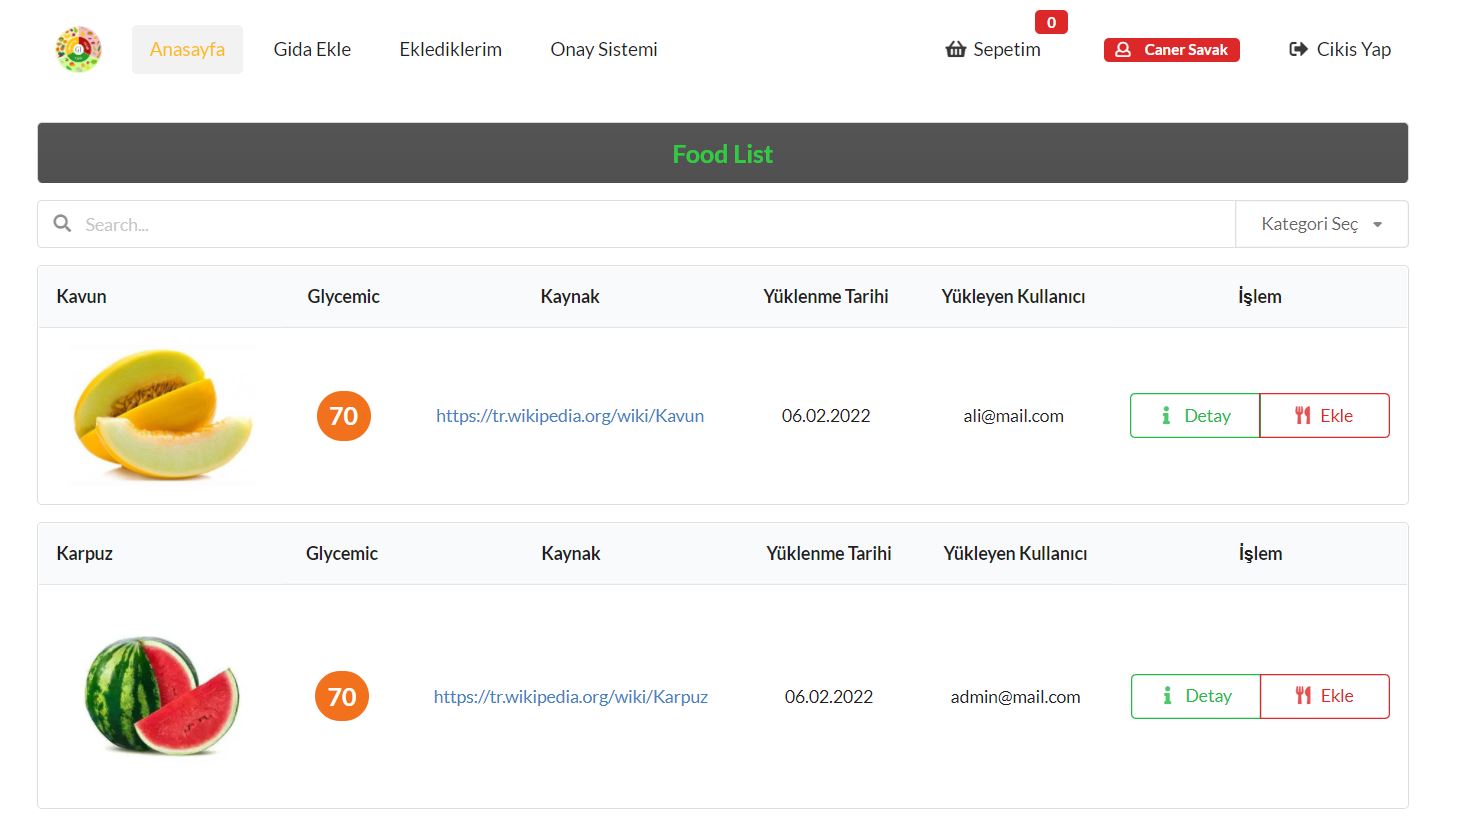 0
Anasayfa Gida Ekle Eklediklerim Onay Sistemi Sepetim Caner Savak Cikis Yap
Food List
Search... Kategori Seç
Kavun Glycemic Kaynak Yüklenme Tarihi Yükleyen Kullanıcı İşlem
70 https://tr.wikipedia.org/wiki/Kavun 06.02.2022 ali@mail.com Detay Ekle
Karpuz Glycemic Kaynak Yüklenme Tarihi Yükleyen Kullanıcı İşlem
70 https://tr.wikipedia.org/wiki/Karpuz 06.02.2022 admin@mail.com Detay Ekle